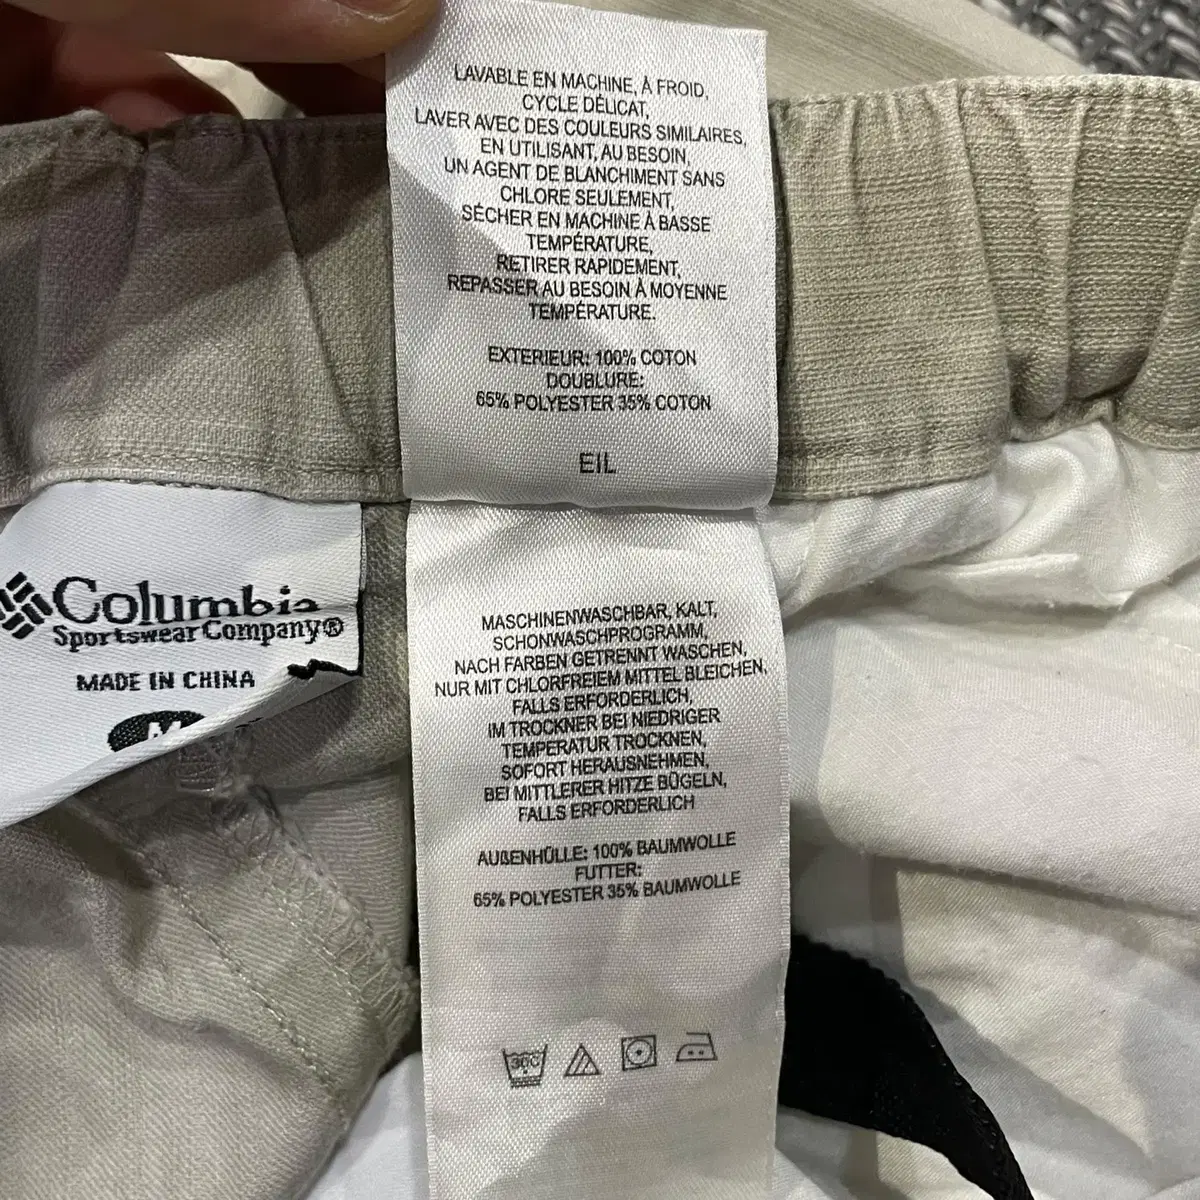 LAVABLE EN MACHINE, À FROID,
CYCLE DÉLICAT,
LAVER AVEC DES COULEURS SIMILAIRES,
EN UTILISANT, AU BESOIN,
UN AGENT DE BLANCHIMENT SANS
CHLORE SEULEMENT,
SÉCHER EN MACHINE À BASSE
TEMPÉRATURE,
RETIRER RAPIDEMENT,
REPASSER AU BESOIN À MOYENNE
TEMPÉRATURE.
EXTERIEUR: 100% COTON
DOUBLURE:
65% POLYESTER 35% COTON
EIL
Columbia
Sportswear Company®
MADE IN CHINA
M
MASCHINENWASCHBAR, KALT,
SCHONWASCHPROGRAMM,
NACH FARBEN GETRENNT WASCHEN,
NUR MIT CHLORFREIEM MITTEL BLEICHEN,
FALLS ERFORDERLICH,
IM TROCKNER BEI NIEDRIGER
TEMPERATUR TROCKNEN,
SOFORT HERAUSNEHMEN,
BEI MITTLERER HITZE BÜGELN,
FALLS ERFORDERLICH
AUßENHÜLLE: 100% BAUMWOLLE
FUTTER:
65% POLYESTER 35% BAUMWOLLE
30C